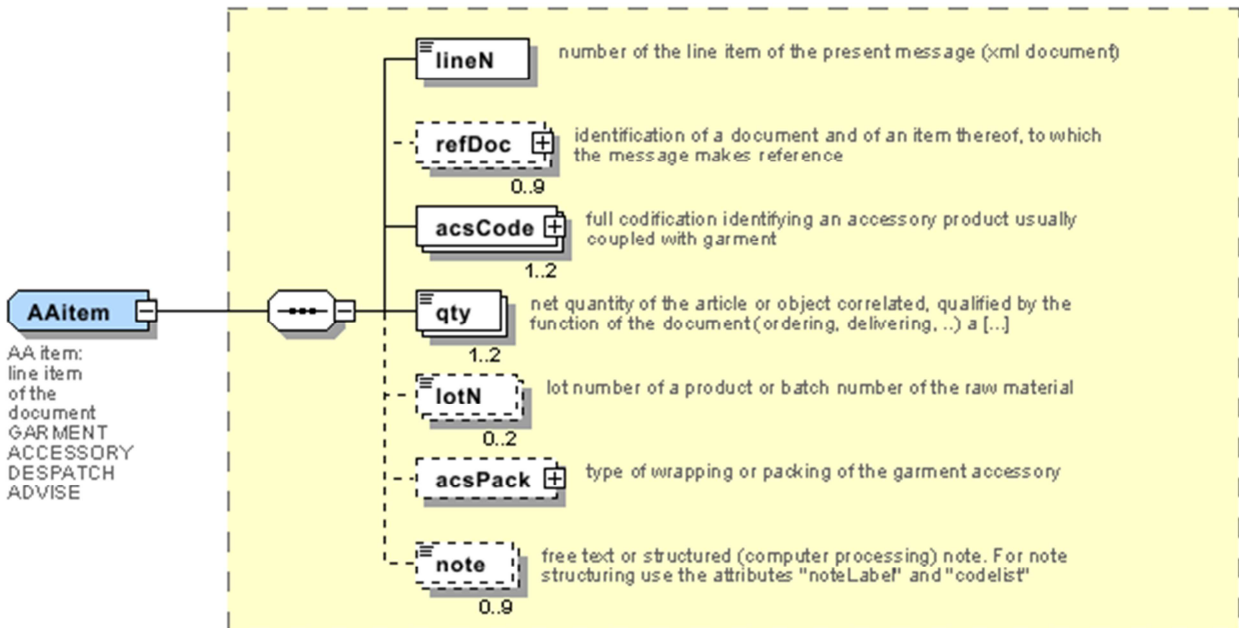 lineN
number of the line item of the present message (xml document)
refDoc
identification of a document and of an item thereof, to which
the message makes reference
0..9
acsCode
full codification identifying an accessory product usually
coupled with garment
1..2
AAitem
AA item:
line item
of the
document
GARMENT
ACCESSORY
DESPATCH
ADVISE
qty
net quantity of the article or object correlated, qualified by the
function of the document (ordering, delivering, ..) a [...]
1..2
lotN
lot number of a product or batch number of the raw material
0..2
acsPack
type of wrapping or packing of the garment accessory
note
free text or structured (computer processing) note. For note
structuring use the attributes "noteLabel" and "codelist"
0..9